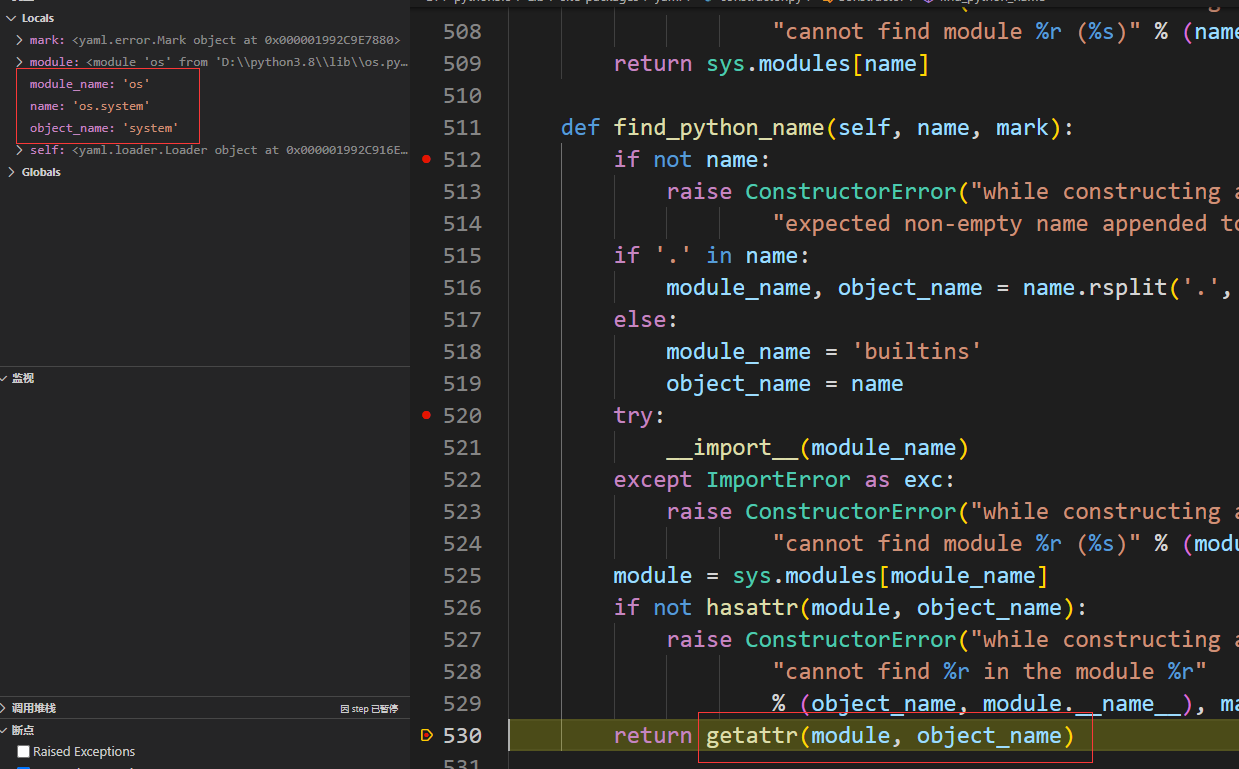 Locals
mark: <yaml.error.Mark object at 0x000001992C9E7880>
module: <module 'os' from 'D:\\python3.8\\lib\\os.py…
module_name: 'os'
name: 'os.system'
object_name: 'system'
self: <yaml.loader.Loader object at 0x000001992C916E…
Globals
监视
调用堆栈
因 step 已暂停
断点
Raised Exceptions
508 "cannot find module %r (%s)" % (name
509 return sys.modules[name]
510
511 def find_python_name(self, name, mark):
512 if not name:
513 raise ConstructorError("while constructing a
514 "expected non-empty name appended to
515 if '.' in name:
516 module_name, object_name = name.rsplit('.',
517 else:
518 module_name = 'builtins'
519 object_name = name
520 try:
521 __import__(module_name)
522 except ImportError as exc:
523 raise ConstructorError("while constructing a
524 "cannot find module %r (%s)" % (modu
525 module = sys.modules[module_name]
526 if not hasattr(module, object_name):
527 raise ConstructorError("while constructing a
528 "cannot find %r in the module %r"
529 % (object_name, module.__name__), ma
530 return getattr(module, object_name)
531